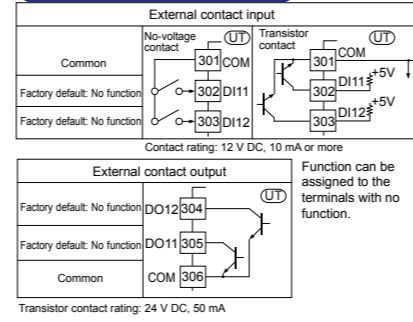 External contact input
No-voltage contact
UT
Transistor contact
UT
Common
301 COM
301 COM
Factory default: No function
302 DI11
DI11 +5V
302
Factory default: No function
303 DI12
DI12 +5V
303
Contact rating: 12 V DC, 10 mA or more
External contact output
Function can be
assigned to the
terminals with no
function.
UT
Factory default: No function
DO12 304
Factory default: No function
DO11 305
Common
COM 306
Transistor contact rating: 24 V DC, 50 mA